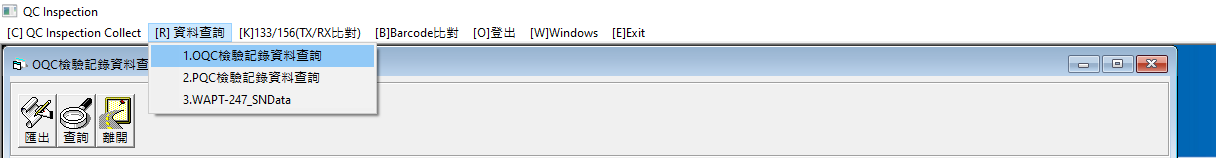 QC Inspection
[C] QC Inspection Collect [R] 資料查詢 [K]133/156(TX/RX比對) [B]Barcode比對 [O]登出 [W]Windows [E]Exit
1.OQC檢驗記錄資料查詢
OQC檢驗記錄資料查
2.PQC檢驗記錄資料查詢
3.WAPT-247_SNData
匯出 查詢 離開